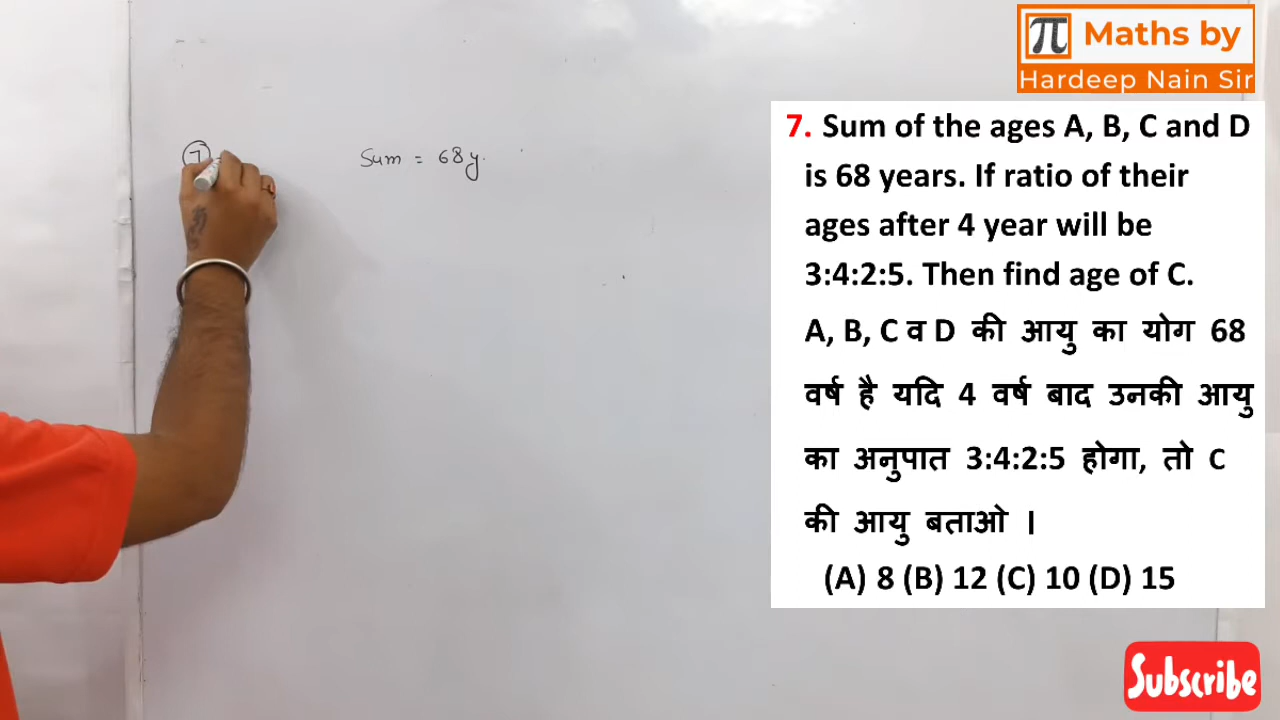 π Maths by
Hardeep Nain Sir
7 Sum = 68y.
7. Sum of the ages A, B, C and D
is 68 years. If ratio of their
ages after 4 year will be
3:4:2:5. Then find age of C.
A, B, C व D की आयु का योग 68
वर्ष है यदि 4 वर्ष बाद उनकी आयु
का अनुपात 3:4:2:5 होगा, तो C
की आयु बताओ ।
(A) 8 (B) 12 (C) 10 (D) 15
Subscribe